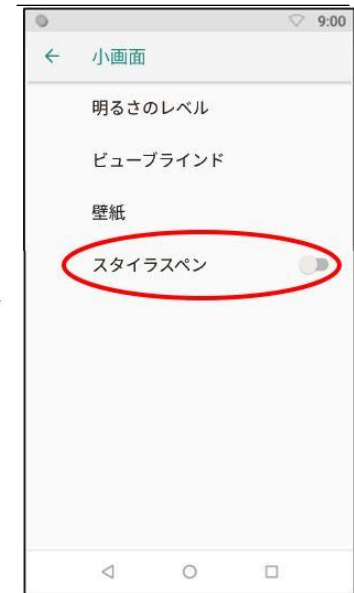 9:00
小画面
明るさのレベル
ビューブラインド
壁紙
スタイラスペン